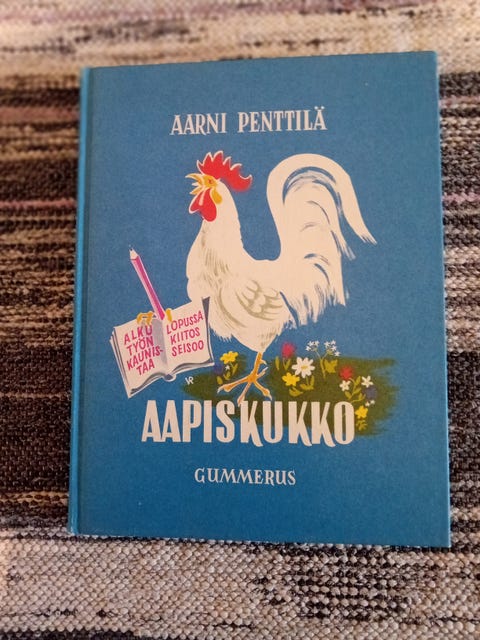 AARNI PENTTILÄ
ALKU
TYÖN
KAUNIS-
TAA
LOPUSSA
KIITOS
SEISOO
AAPISKUKKO
GUMMERUS